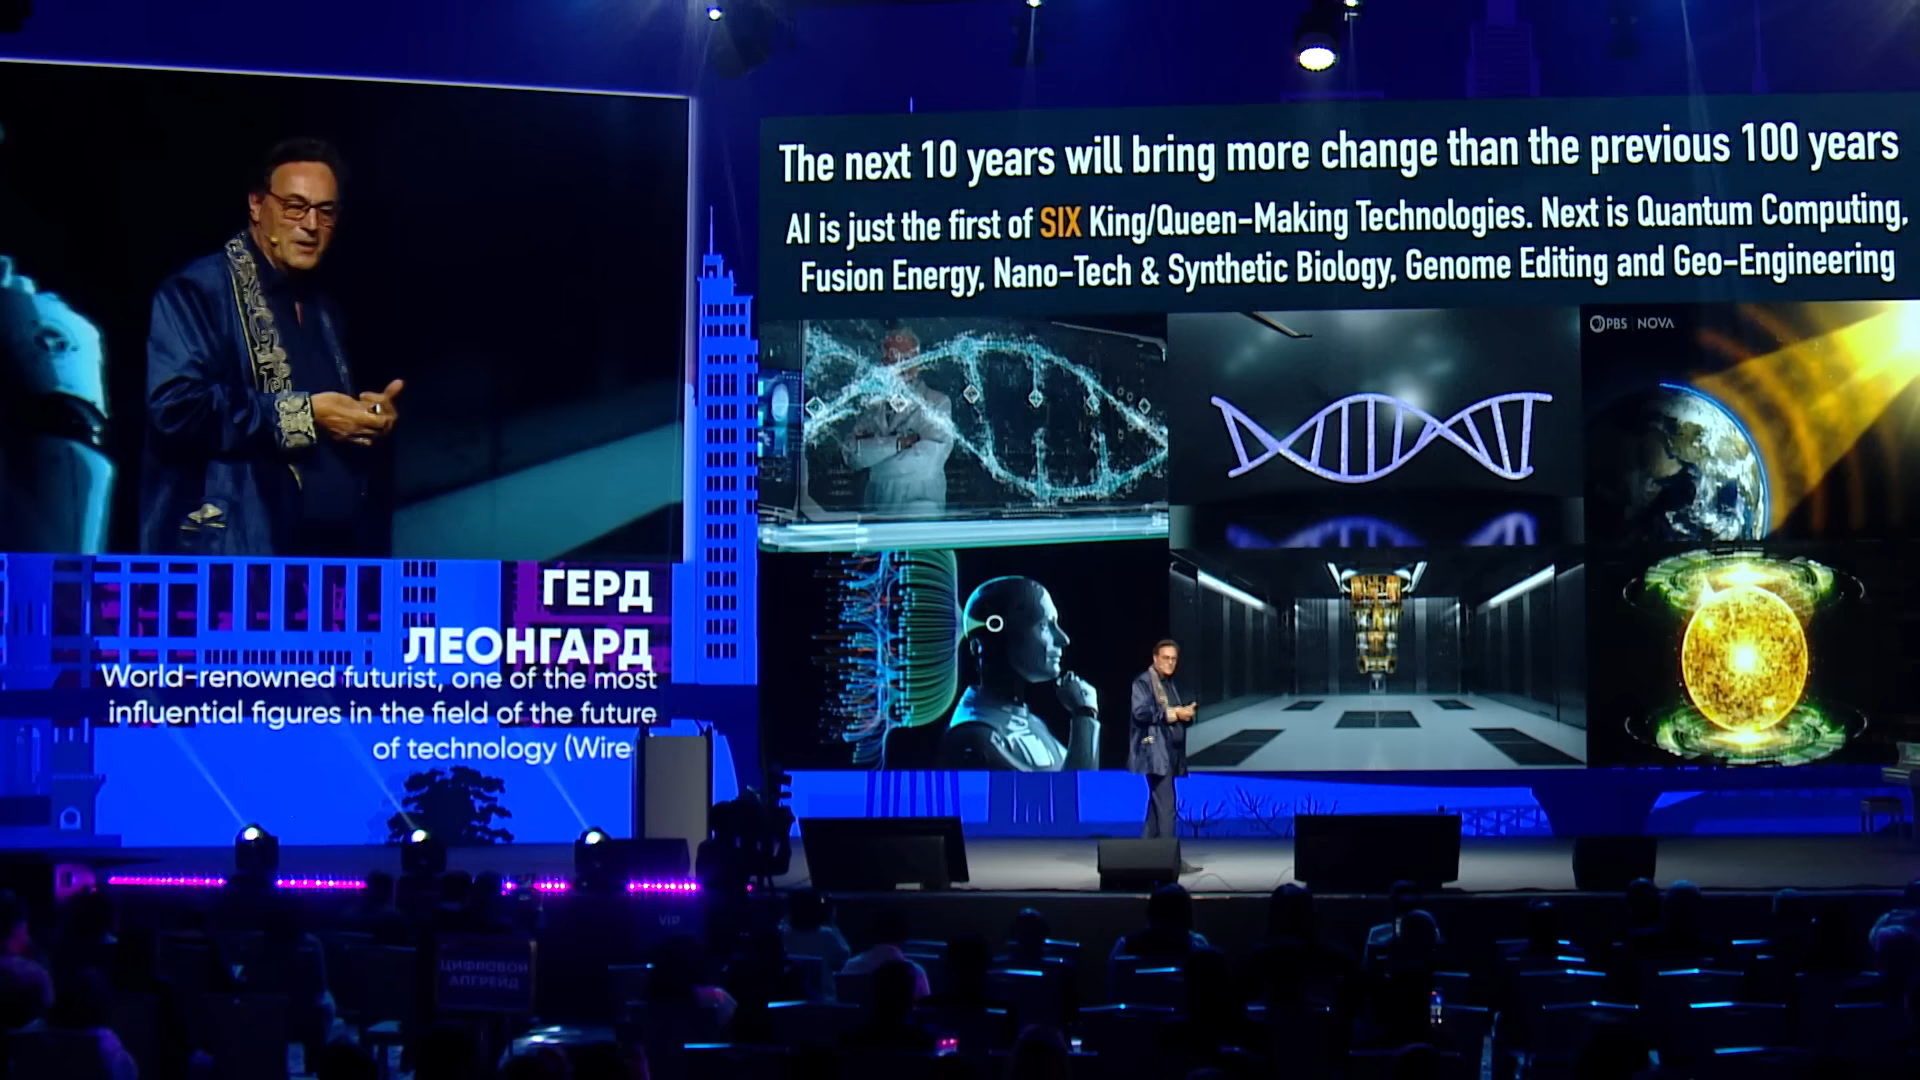 The next 10 years will bring more change than the previous 100 years
AI is just the first of SIX King/Queen-Making Technologies. Next is Quantum Computing,
Fusion Energy, Nano-Tech & Synthetic Biology, Genome Editing and Geo-Engineering
PBS | NOVA
ГЕРД
ЛЕОНГАРД
World-renowned futurist, one of the most
influential figures in the field of the future
of technology (Wire
VIP
ЦИФРОВОЙ
АПГРЕЙД